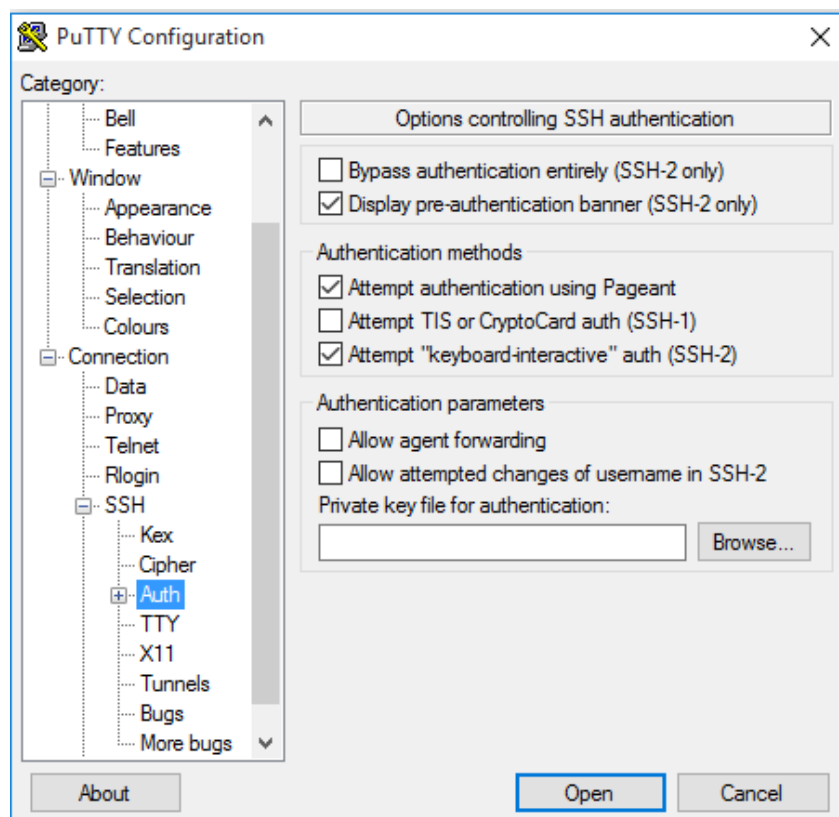 PuTTY Configuration
Category:
Bell
Features
Window
Appearance
Behaviour
Translation
Selection
Colours
Connection
Data
Proxy
Telnet
Rlogin
SSH
Kex
Cipher
Auth
TTY
X11
Tunnels
Bugs
More bugs
Options controlling SSH authentication
Bypass authentication entirely (SSH-2 only)
Display pre-authentication banner (SSH-2 only)
Authentication methods
Attempt authentication using Pageant
Attempt TIS or CryptoCard auth (SSH-1)
Attempt "keyboard-interactive" auth (SSH-2)
Authentication parameters
Allow agent forwarding
Allow attempted changes of username in SSH-2
Private key file for authentication:
Browse...
About
Open
Cancel